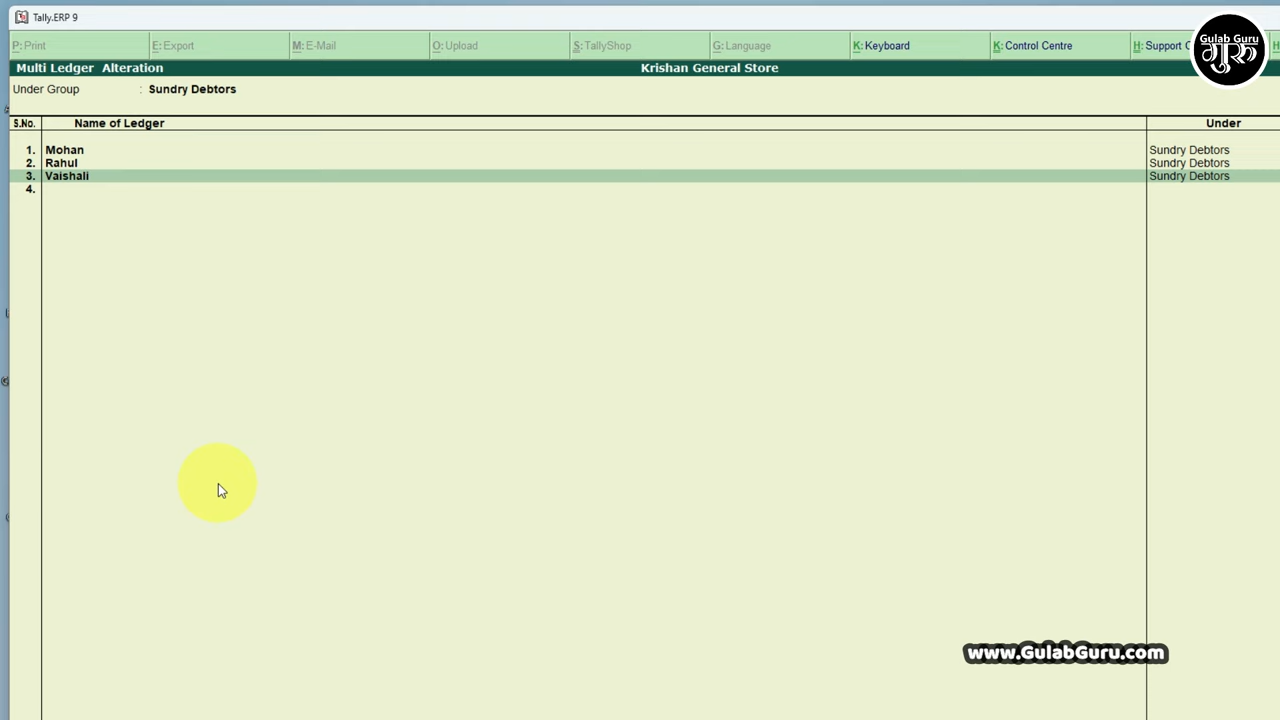 Tally.ERP 9
P: Print E: Export M: E-Mail O: Upload S: TallyShop G: Language K: Keyboard K: Control Centre H: Support C H
Gulab Guru
गुरु
Multi Ledger Alteration Krishan General Store
Under Group : Sundry Debtors
S.No. Name of Ledger Under
1. Mohan Sundry Debtors
2. Rahul Sundry Debtors
3. Vaishali Sundry Debtors
4.
www.GulabGuru.com